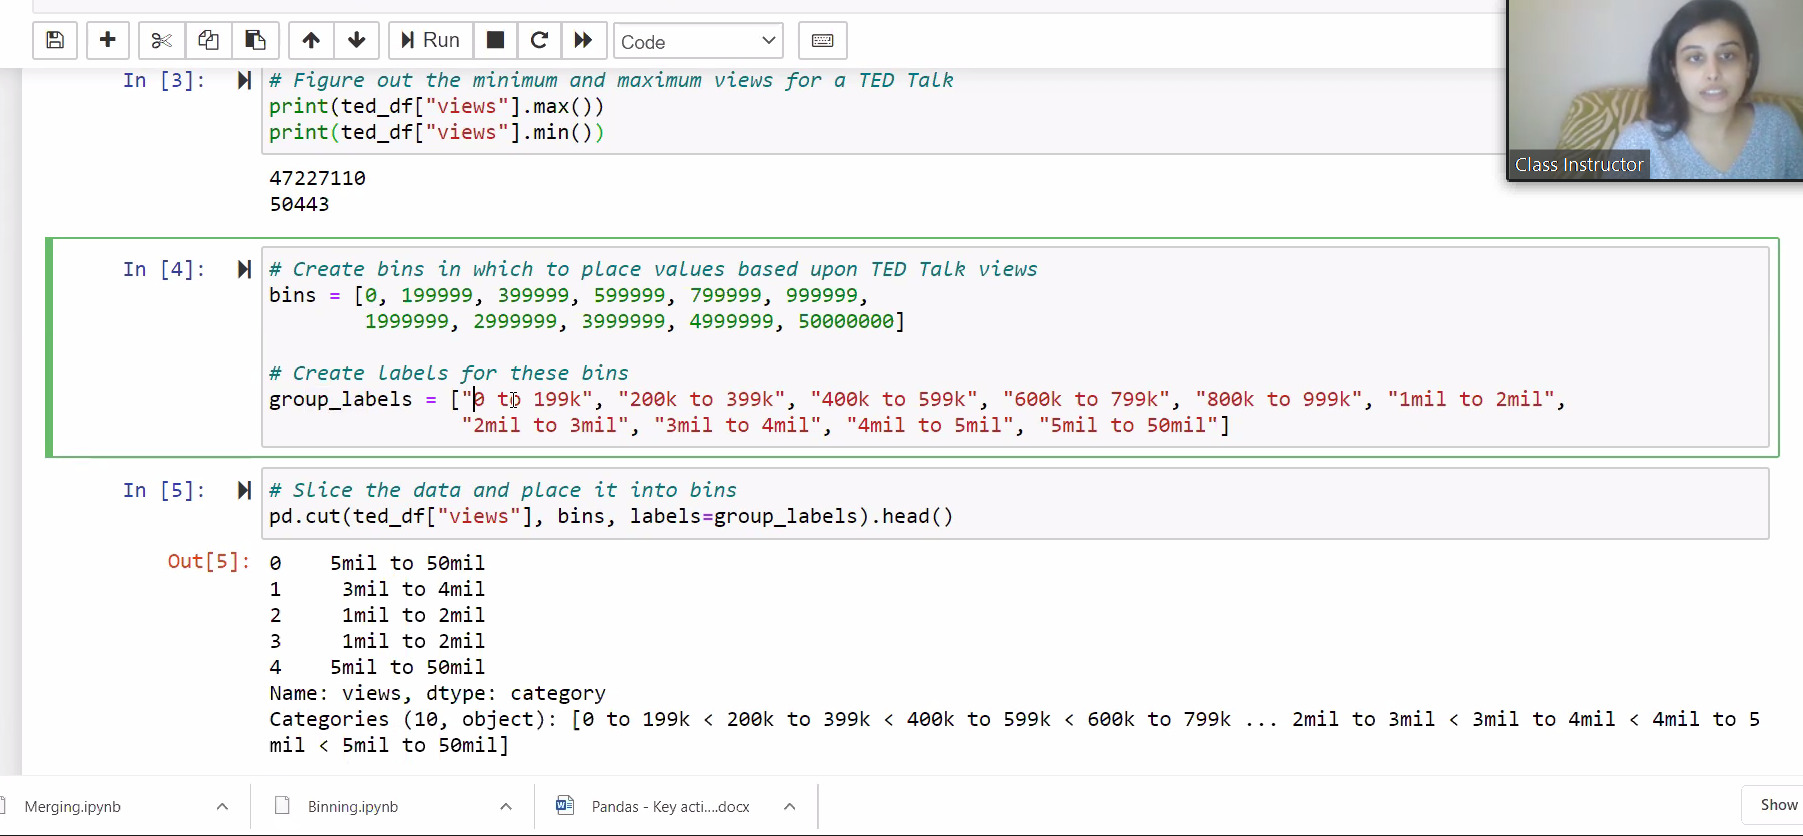 Run
Code
Class Instructor
In [3]:
# Figure out the minimum and maximum views for a TED Talk
print(ted_df["views"].max())
print(ted_df["views"].min())
47227110
50443
In [4]:
# Create bins in which to place values based upon TED Talk views
bins = [0, 199999, 399999, 599999, 799999, 999999,
1999999, 2999999, 3999999, 4999999, 50000000]
# Create labels for these bins
group_labels = ["0 to 199k", "200k to 399k", "400k to 599k", "600k to 799k", "800k to 999k", "1mil to 2mil",
"2mil to 3mil", "3mil to 4mil", "4mil to 5mil", "5mil to 50mil"]
In [5]:
# Slice the data and place it into bins
pd.cut(ted_df["views"], bins, labels=group_labels).head()
Out[5]:
0 5mil to 50mil
1 3mil to 4mil
2 1mil to 2mil
3 1mil to 2mil
4 5mil to 50mil
Name: views, dtype: category
Categories (10, object): [0 to 199k < 200k to 399k < 400k to 599k < 600k to 799k ... 2mil to 3mil < 3mil to 4mil < 4mil to 5
mil < 5mil to 50mil]
Merging.ipynb
Binning.ipynb
Pandas - Key acti....docx
Show